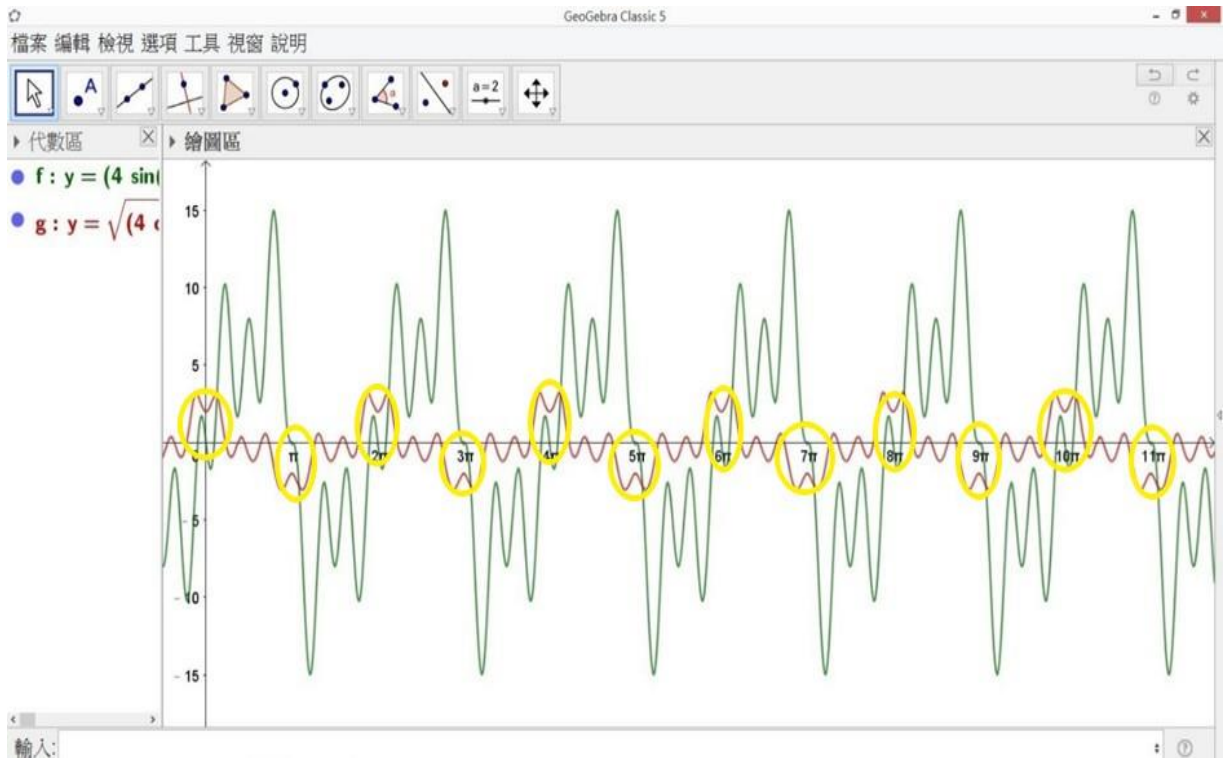 GeoGebra Classic 5
檔案 編輯 檢視 選項 工具 視窗 說明
A
a=2
代數區
繪圖區
f : y = (4 sin(
g : y = √(4 c
15
10
5
0
π
2π
3π
4π
5π
6π
7π
8π
9π
10π
11π
-5
-10
-15
輸入: